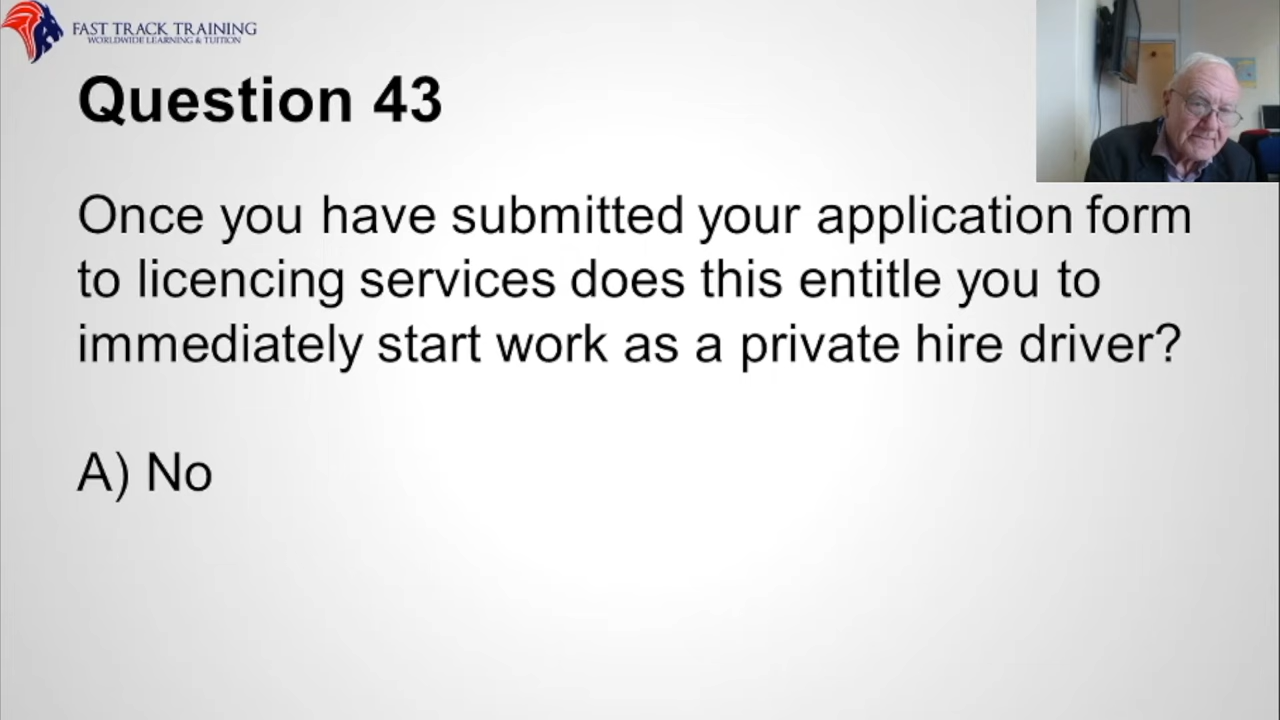 FAST TRACK TRAINING
WORLDWIDE LEARNING & TUITION
Question 43
Once you have submitted your application form
to licencing services does this entitle you to
immediately start work as a private hire driver?
A) No